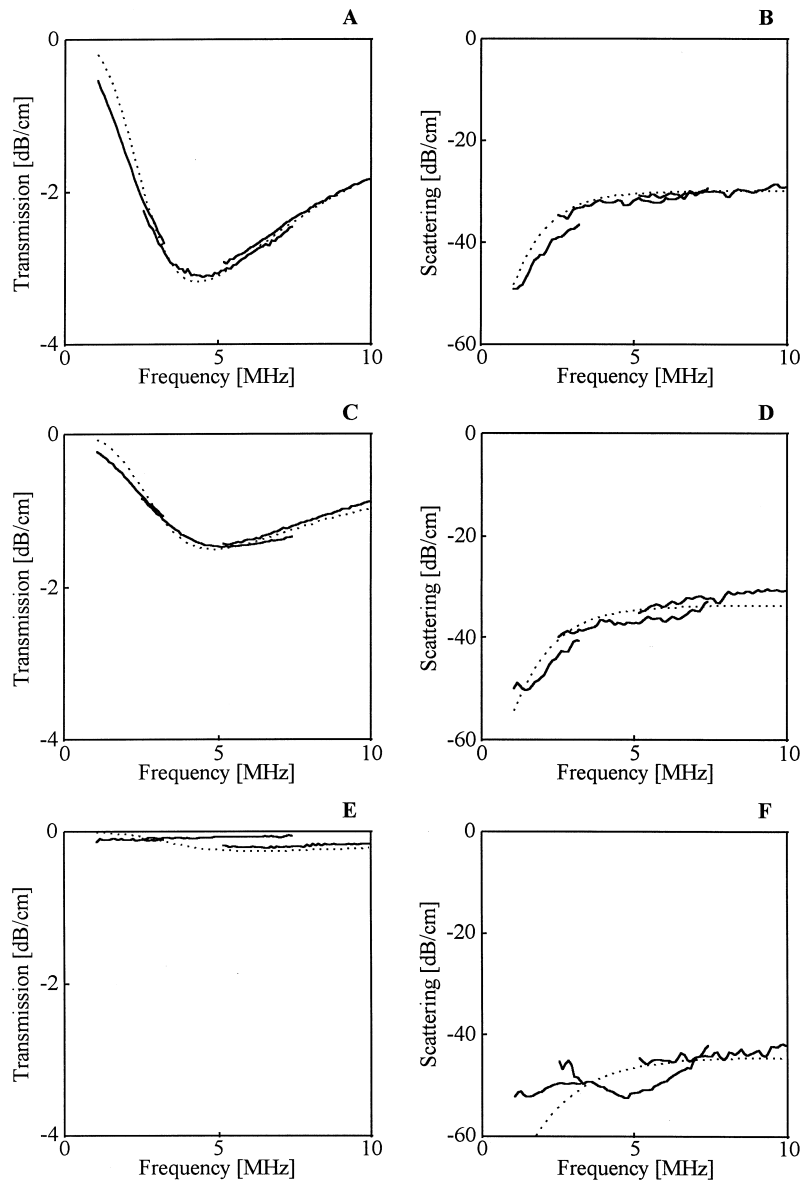 A
B
0
-2
-4
Transmission [dB/cm]
0
5
10
Frequency [MHz]
0
-20
-40
-60
Scattering [dB/cm]
0
5
10
Frequency [MHz]
C
D
0
-2
-4
Transmission [dB/cm]
0
5
10
Frequency [MHz]
0
-20
-40
-60
Scattering [dB/cm]
0
5
10
Frequency [MHz]
E
F
0
-2
-4
Transmission [dB/cm]
0
5
10
Frequency [MHz]
0
-20
-40
-60
Scattering [dB/cm]
0
5
10
Frequency [MHz]